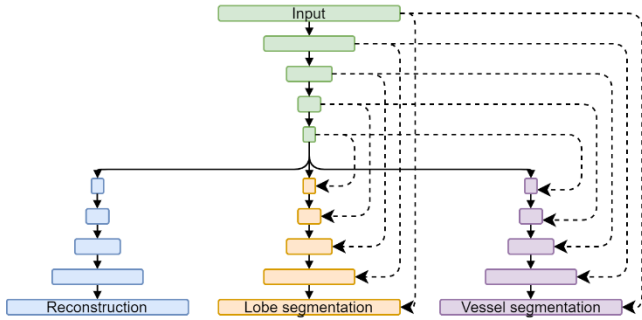 Input
Reconstruction
Lobe segmentation
Vessel segmentation